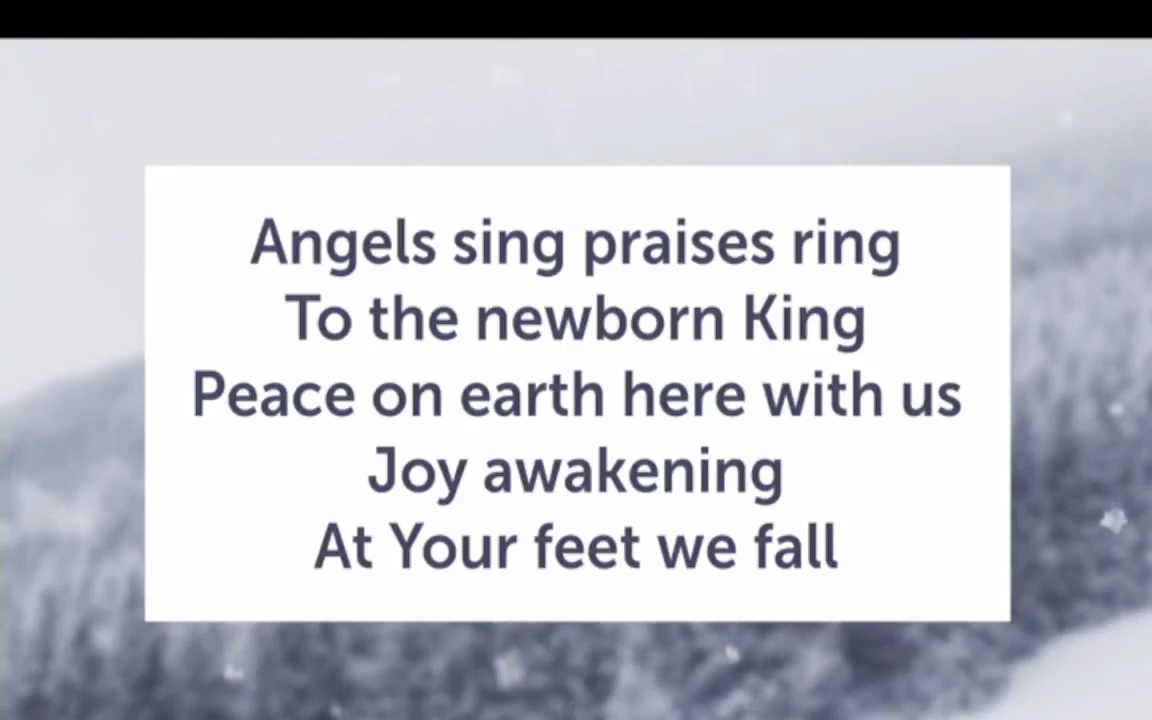 Angels sing praises ring
To the newborn King
Peace on earth here with us
Joy awakening
At Your feet we fall